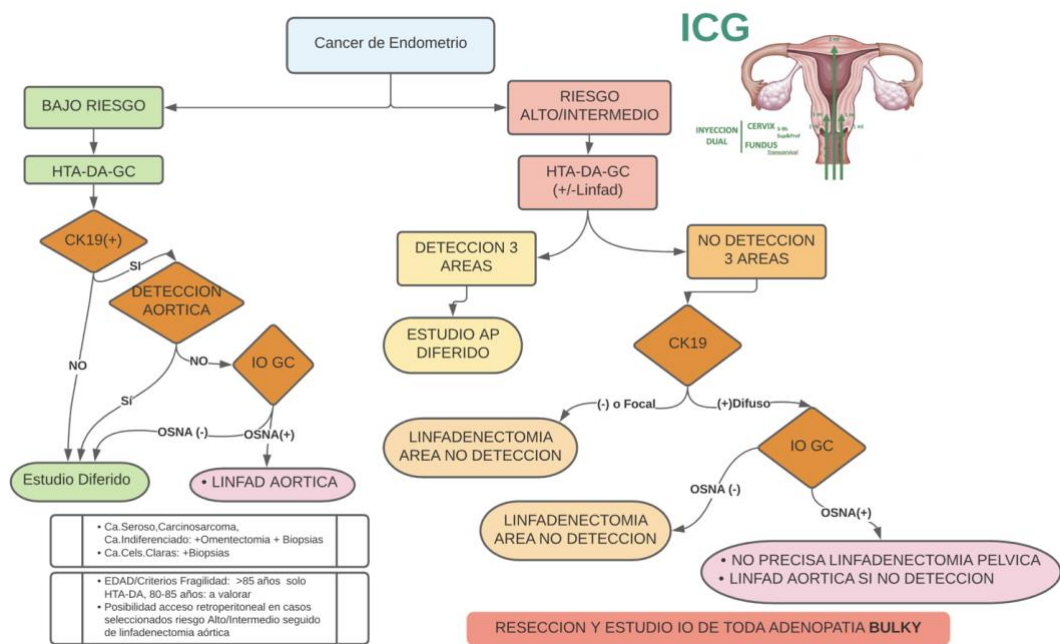 ICG
Cancer de Endometrio
BAJO RIESGO
RIESGO
ALTO/INTERMEDIO
INYECCION
DUAL
CERVIX
FUNDUS
Transcervical
HTA-DA-GC
HTA-DA-GC
(+/-Linfad)
CK19(+)
SI
DETECCION
AORTICA
NO
Sí
NO
IO GC
OSNA (-)
OSNA(+)
Estudio Diferido
• LINFAD AORTICA
DETECCION 3
AREAS
NO DETECCION
3 AREAS
ESTUDIO AP
DIFERIDO
CK19
(-) o Focal
(+)Difuso
LINFADENECTOMIA
AREA NO DETECCION
IO GC
OSNA (-)
OSNA(+)
LINFADENECTOMIA
AREA NO DETECCION
• NO PRECISA LINFADENECTOMIA PELVICA
• LINFAD AORTICA SI NO DETECCION
• Ca.Seroso,Carcinosarcoma,
Ca.Indiferenciado: +Omentectomia + Biopsias
• Ca.Cels.Claras: +Biopsias
• EDAD/Criterios Fragilidad: >85 años solo
HTA-DA, 80-85 años: a valorar
• Posibilidad acceso retroperitoneal en casos
seleccionados riesgo Alto/Intermedio seguido
de linfadenectomia aórtica
RESECCION Y ESTUDIO IO DE TODA ADENOPATIA BULKY